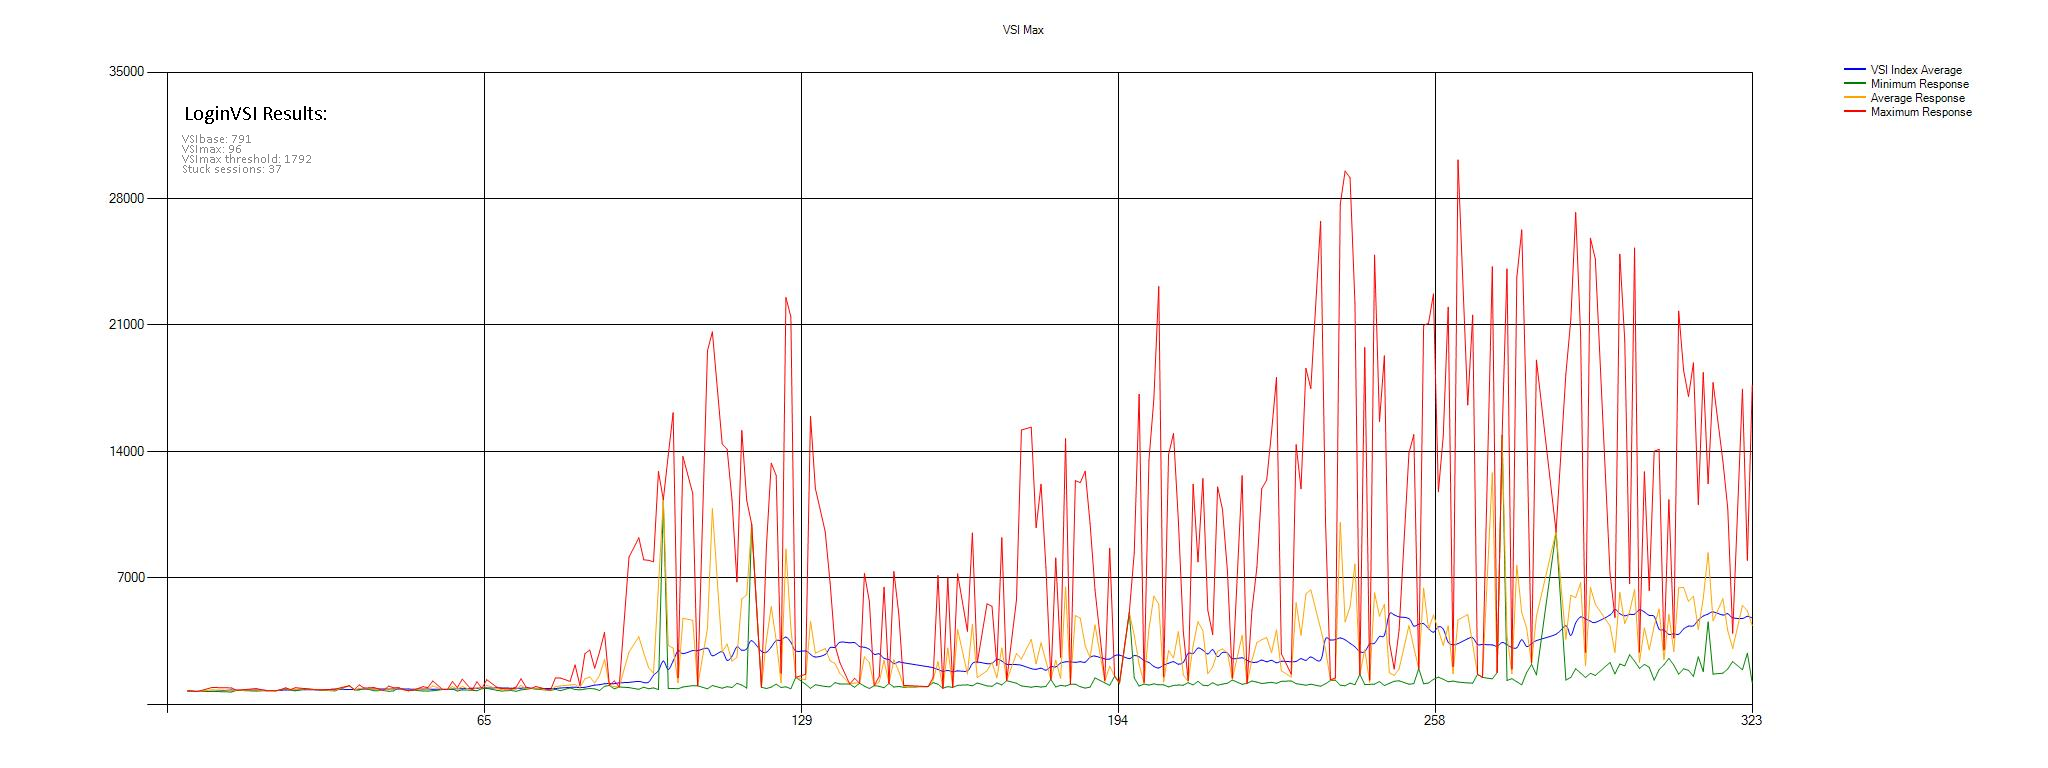 VSI Max
35000
28000
21000
14000
7000
LoginVSI Results:
VSIbase: 791
VSImax: 96
VSImax threshold: 1792
Stuck sessions: 37
VSI Index Average
Minimum Response
Average Response
Maximum Response
65
129
194
258
323